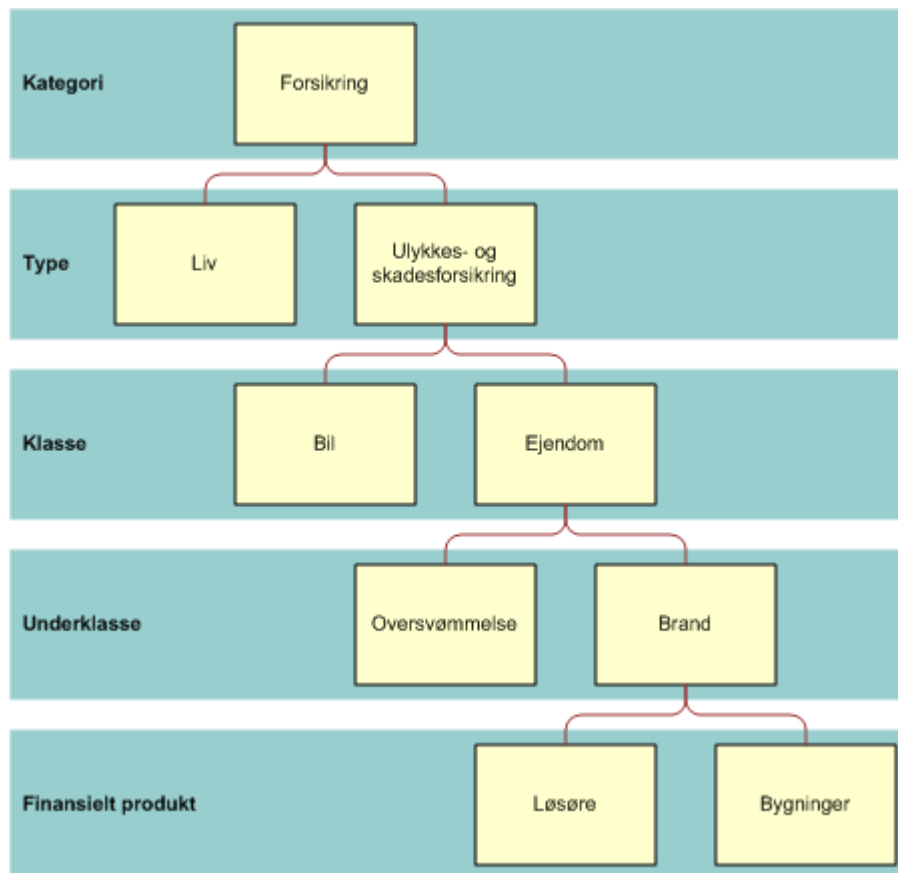 Kategori
Forsikring
Type
Liv
Ulykkes- og
skadesforsikring
Klasse
Bil
Ejendom
Underklasse
Oversvømmelse
Brand
Finansielt produkt
Løsøre
Bygninger